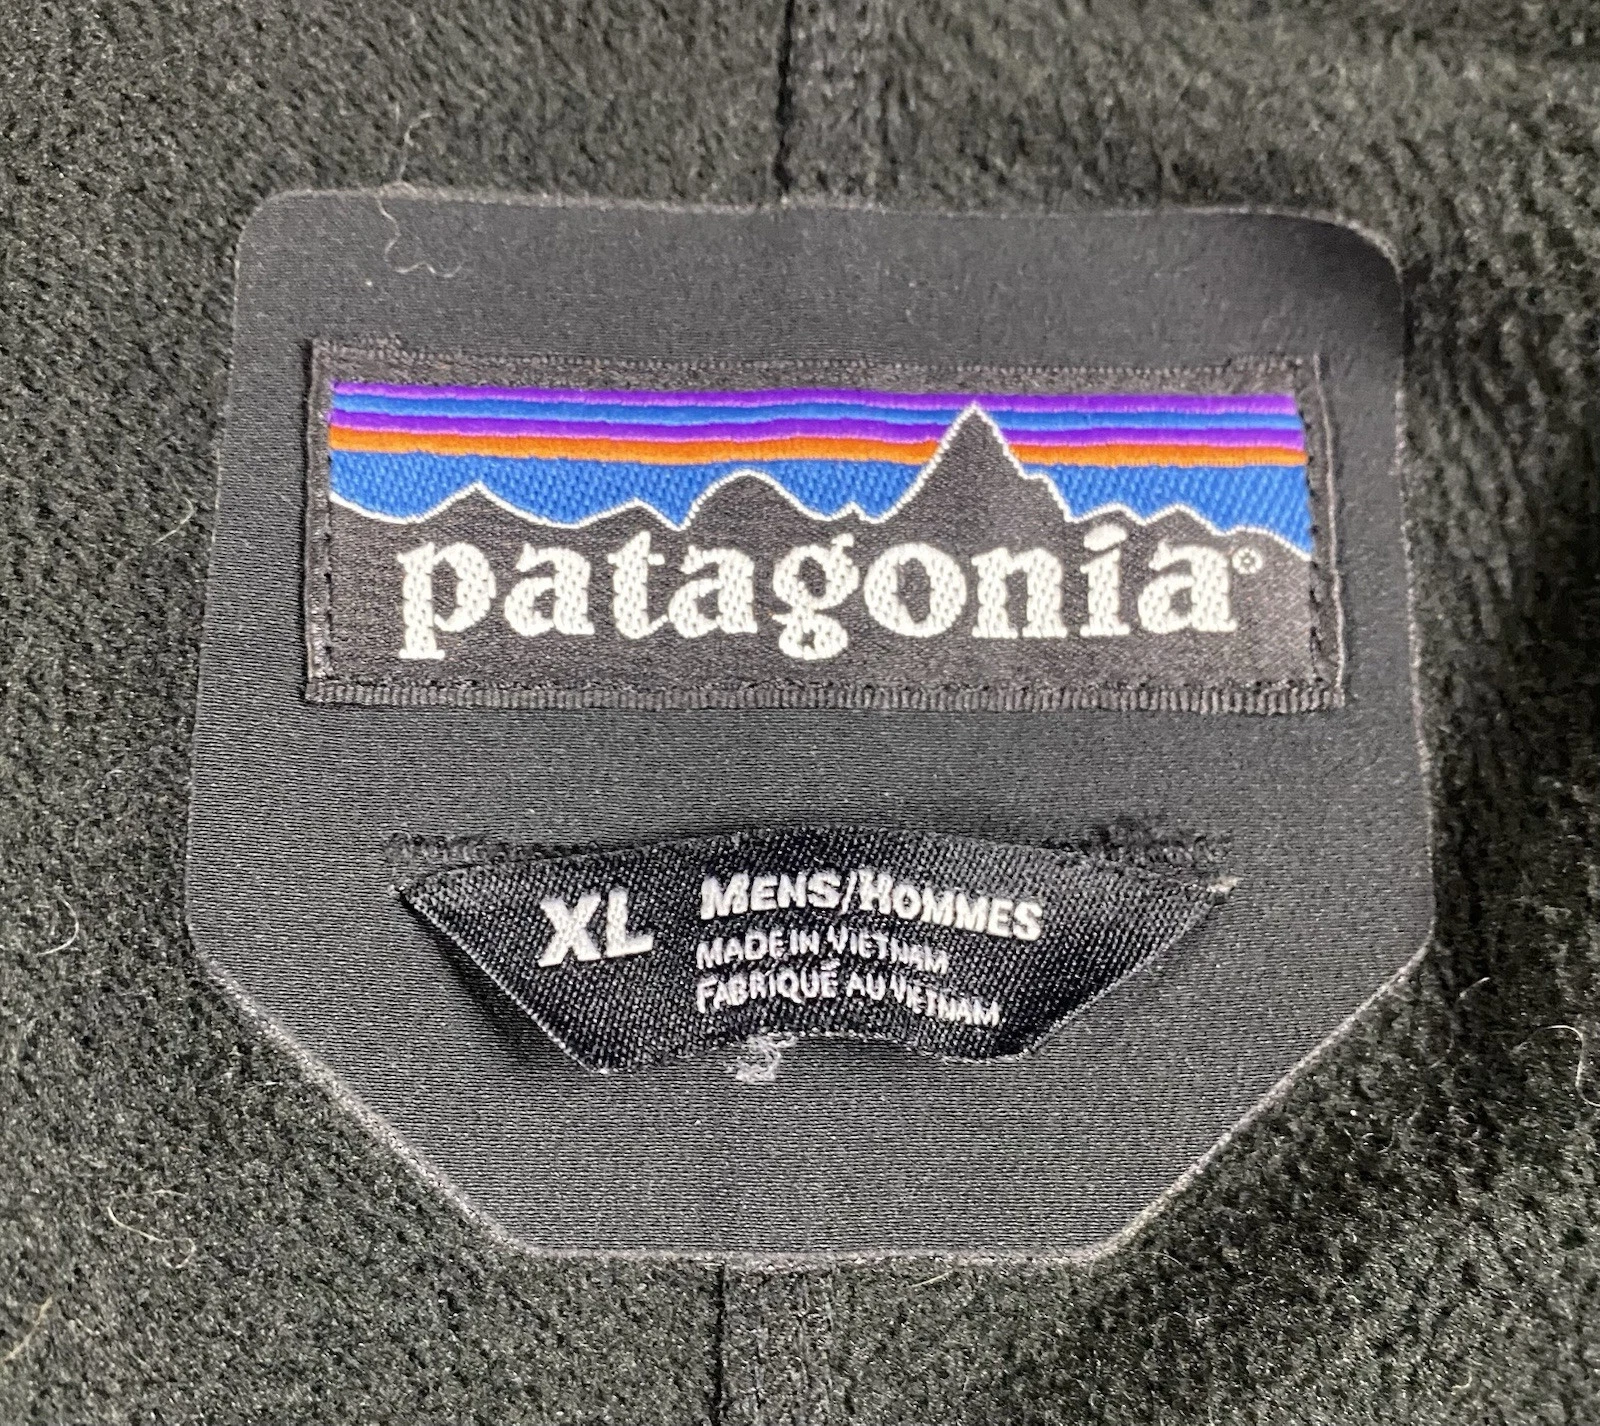 patagonia®
XL
MENS/HOMMES
MADE IN VIETNAM
FABRIQUÉ AU VIETNAM